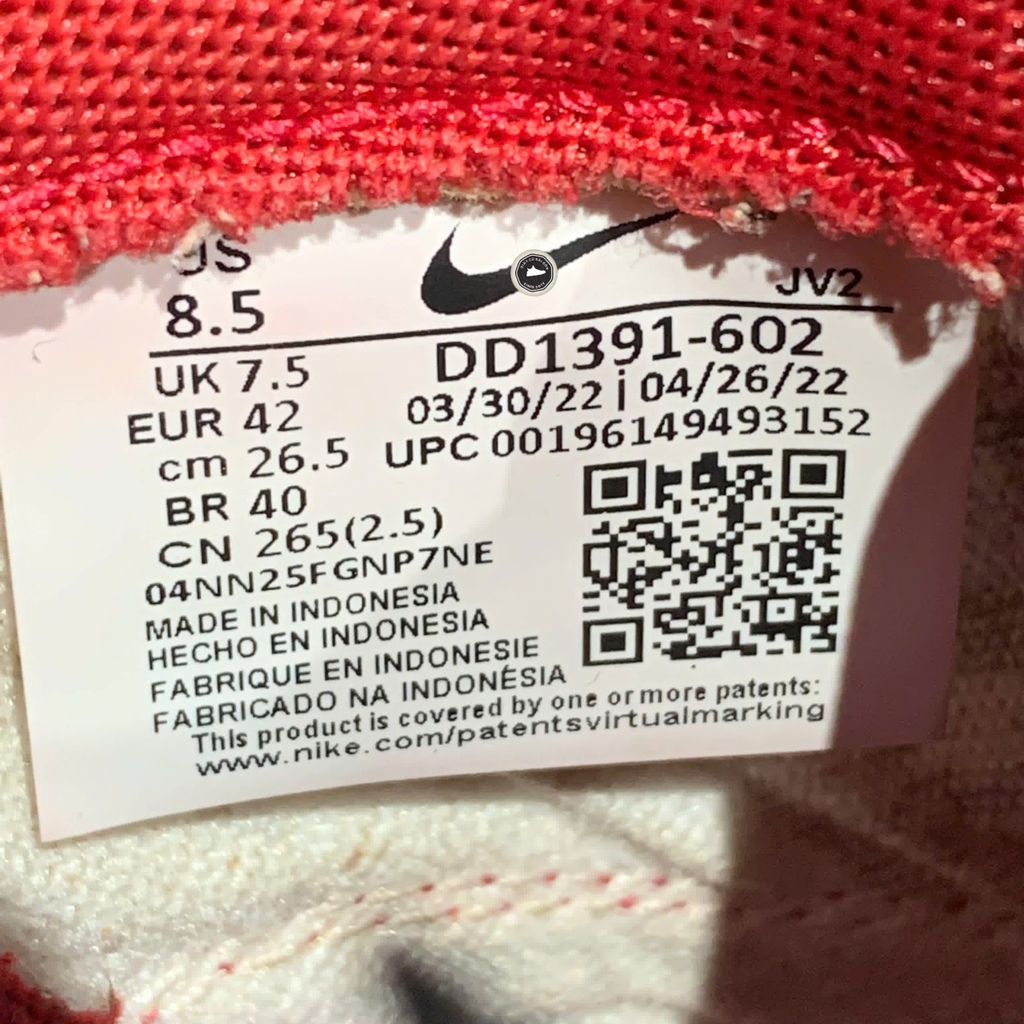 US
8.5
JV2
UK 7.5
DD1391-602
EUR 42
03/30/22 | 04/26/22
cm 26.5
UPC 00196149493152
BR 40
CN 265(2.5)
04NN25FGNP7NE
MADE IN INDONESIA
HECHO EN INDONESIA
FABRIQUE EN INDONESIE
FABRICADO NA INDONÉSIA
This product is covered by one or more patents:
www.nike.com/patentsvirtualmarking